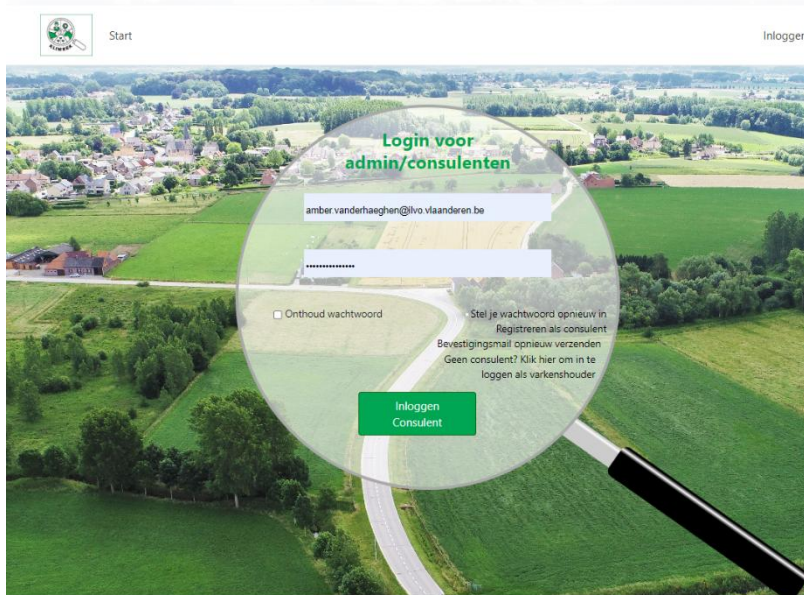 Start
Inloggen
KLIMREK
Login voor
admin/consulenten
amber.vanderhaeghen@ilvo.vlaanderen.be
Onthoud wachtwoord
Stel je wachtwoord opnieuw in
Registreren als consulent
Bevestigingsmail opnieuw verzenden
Geen consulent? Klik hier om in te
loggen als varkenshouder
Inloggen
Consulent